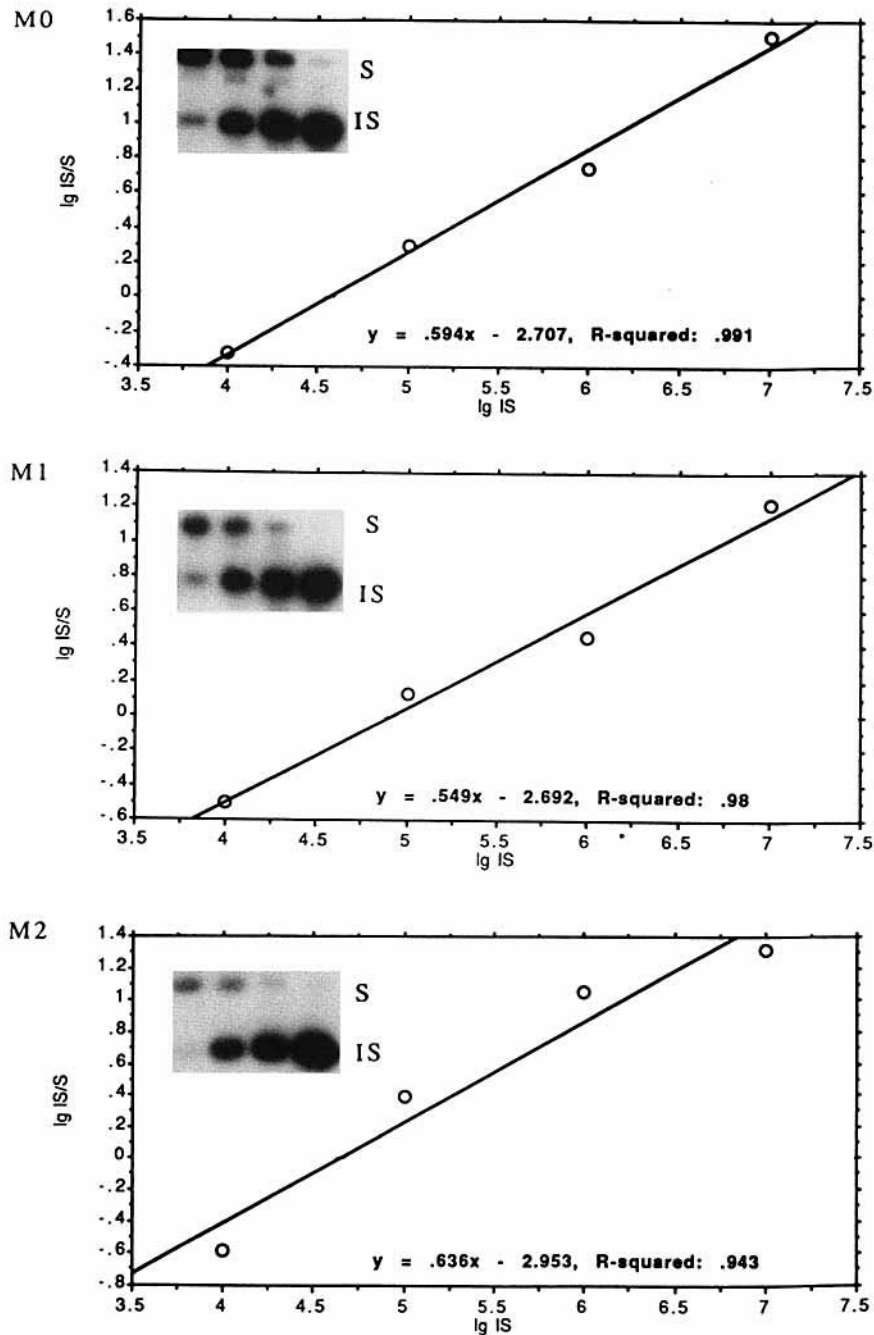 M0
1.6
1.4
1.2
1
.8
.6
.4
.2
0
-.2
-.4
lg IS/S
S
IS
y = .594x - 2.707, R-squared: .991
3.5 4 4.5 5 5.5 6 6.5 7 7.5
lg IS
M1
1.4
1.2
1
.8
.6
.4
.2
0
-.2
-.4
-.6
lg IS/S
S
IS
y = .549x - 2.692, R-squared: .98
3.5 4 4.5 5 5.5 6 6.5 7 7.5
lg IS
M2
1.4
1.2
1
.8
.6
.4
.2
0
-.2
-.4
-.6
-.8
lg IS/S
S
IS
y = .636x - 2.953, R-squared: .943
3.5 4 4.5 5 5.5 6 6.5 7 7.5
lg IS